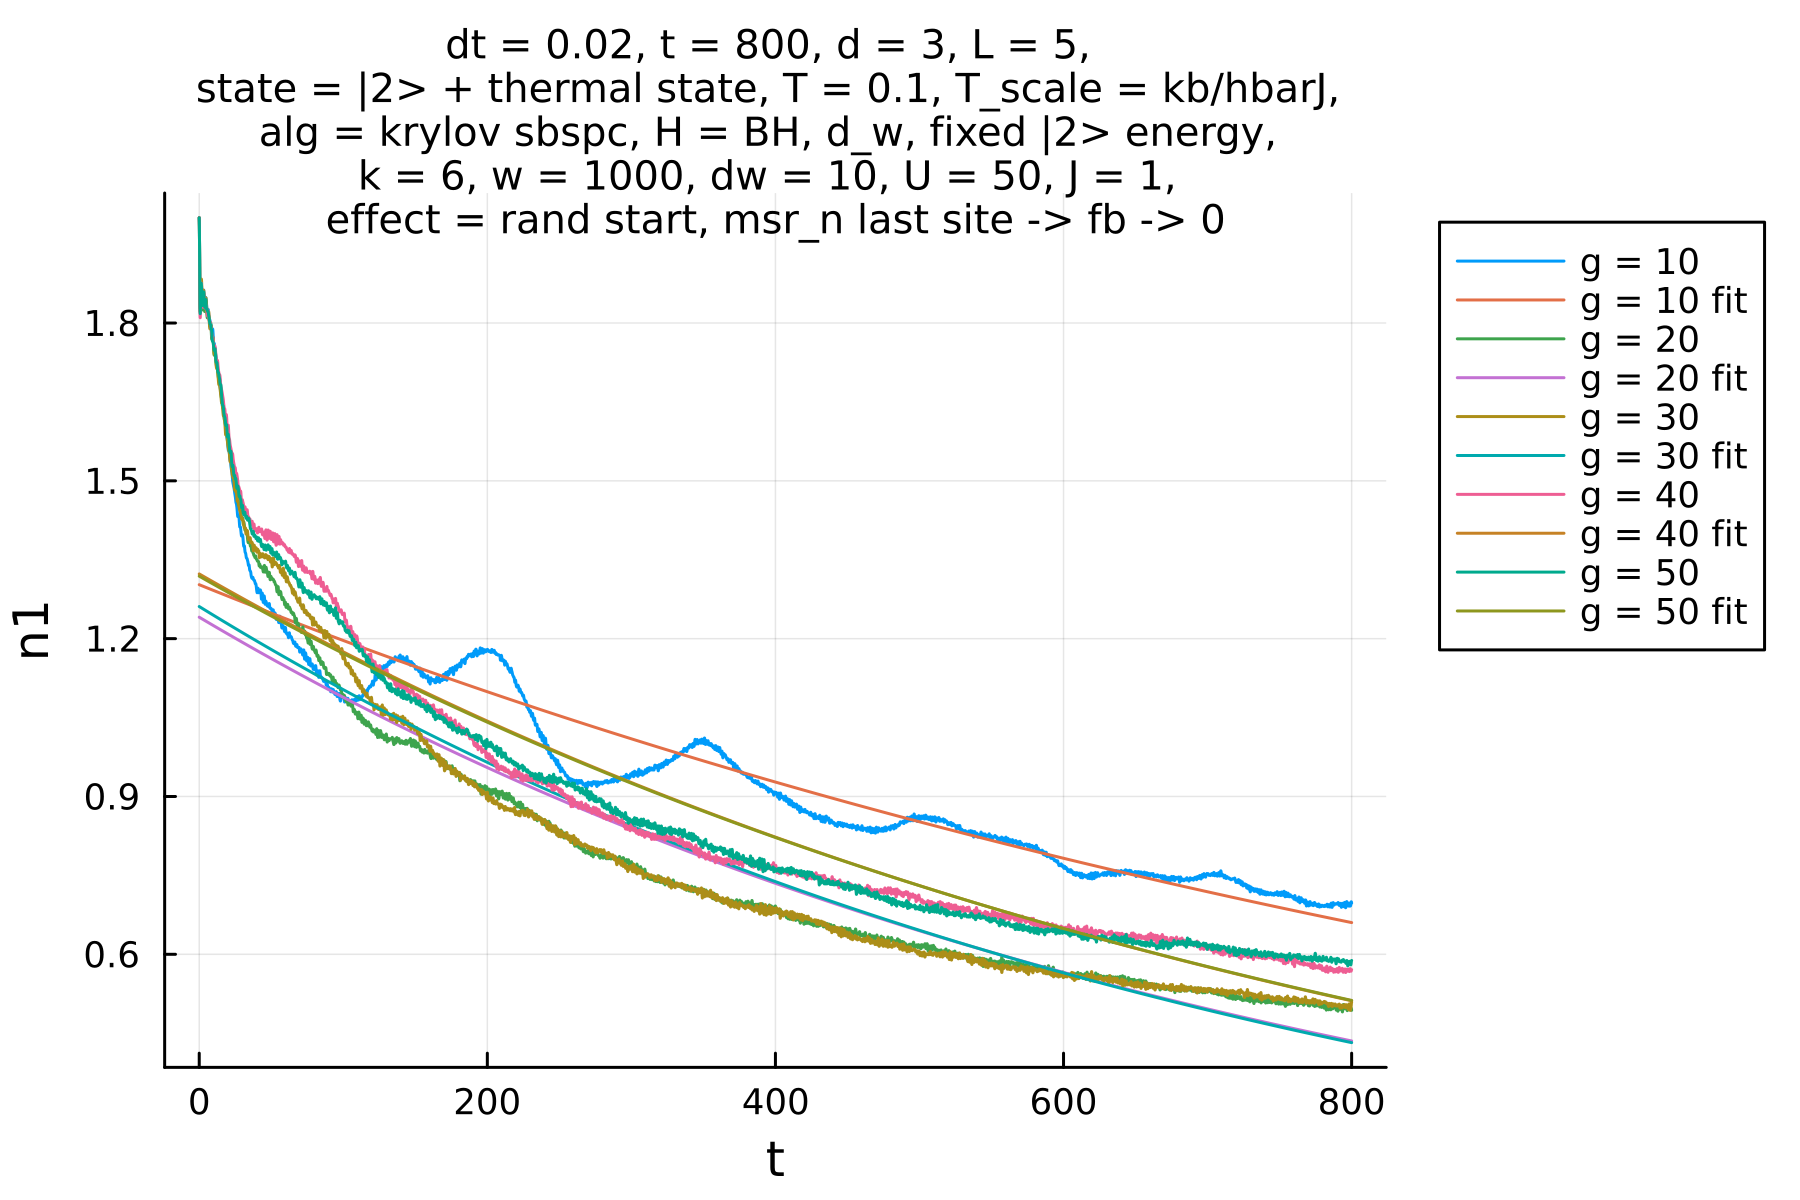 dt = 0.02, t = 800, d = 3, L = 5,
state = |2> + thermal state, T = 0.1, T_scale = kb/hbarJ,
alg = krylov sbspc, H = BH, d_w, fixed |2> energy,
k = 6, w = 1000, dw = 10, U = 50, J = 1,
effect = rand start, msr_n last site -> fb -> 0
g = 10
g = 10 fit
g = 20
g = 20 fit
g = 30
g = 30 fit
g = 40
g = 40 fit
g = 50
g = 50 fit
n1
1.8
1.5
1.2
0.9
0.6
0
200
400
600
800
t